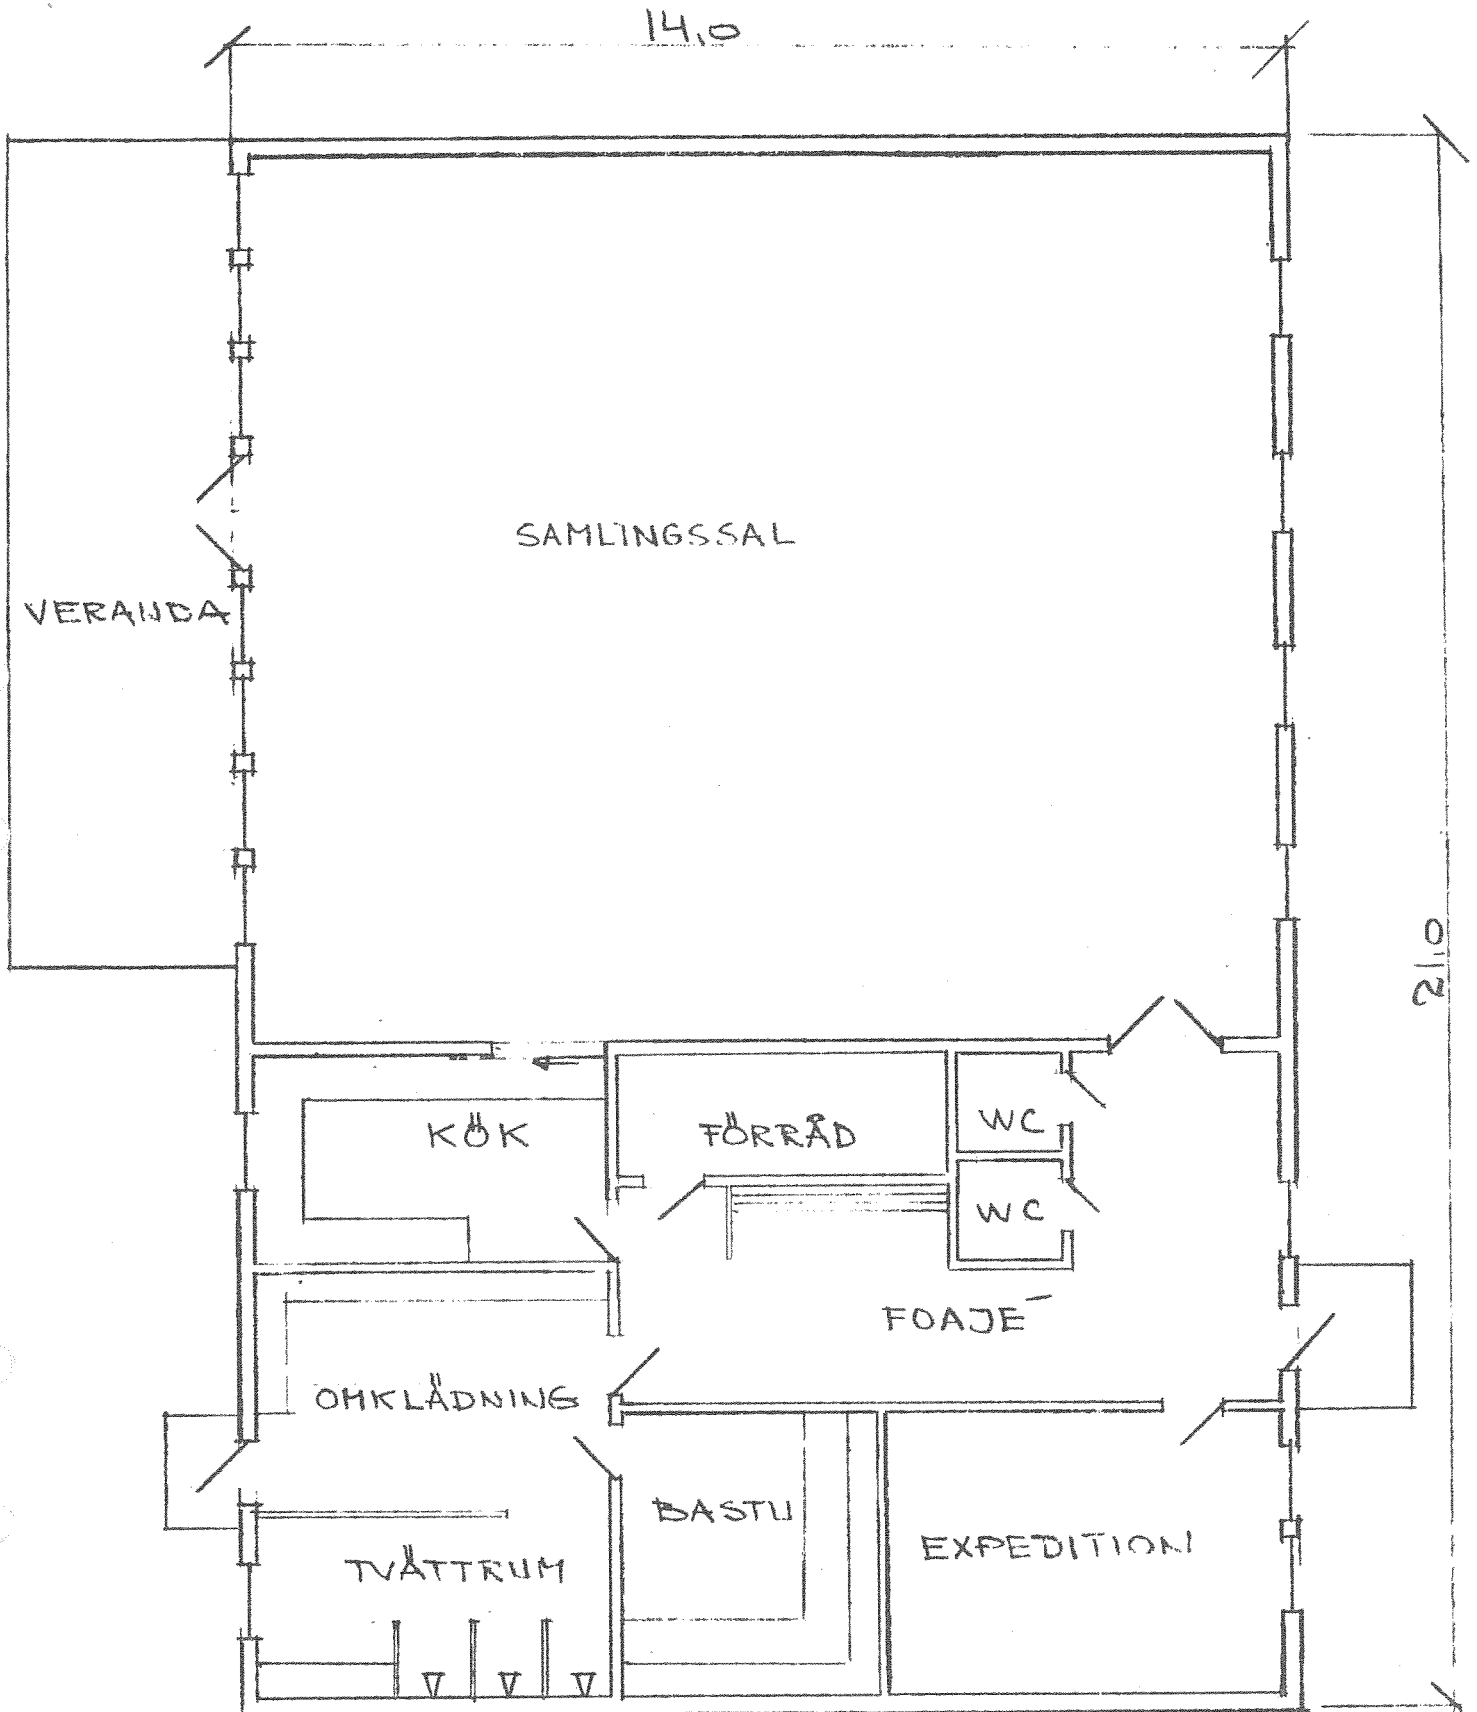 14,0
SAMLINGSSAL
VERANDA
21,0
KÖK
FÖRRÅD
WC
WC
FOAJÉ
OMKLÄDNING
BASTU
EXPEDITION
TVÄTTRUM